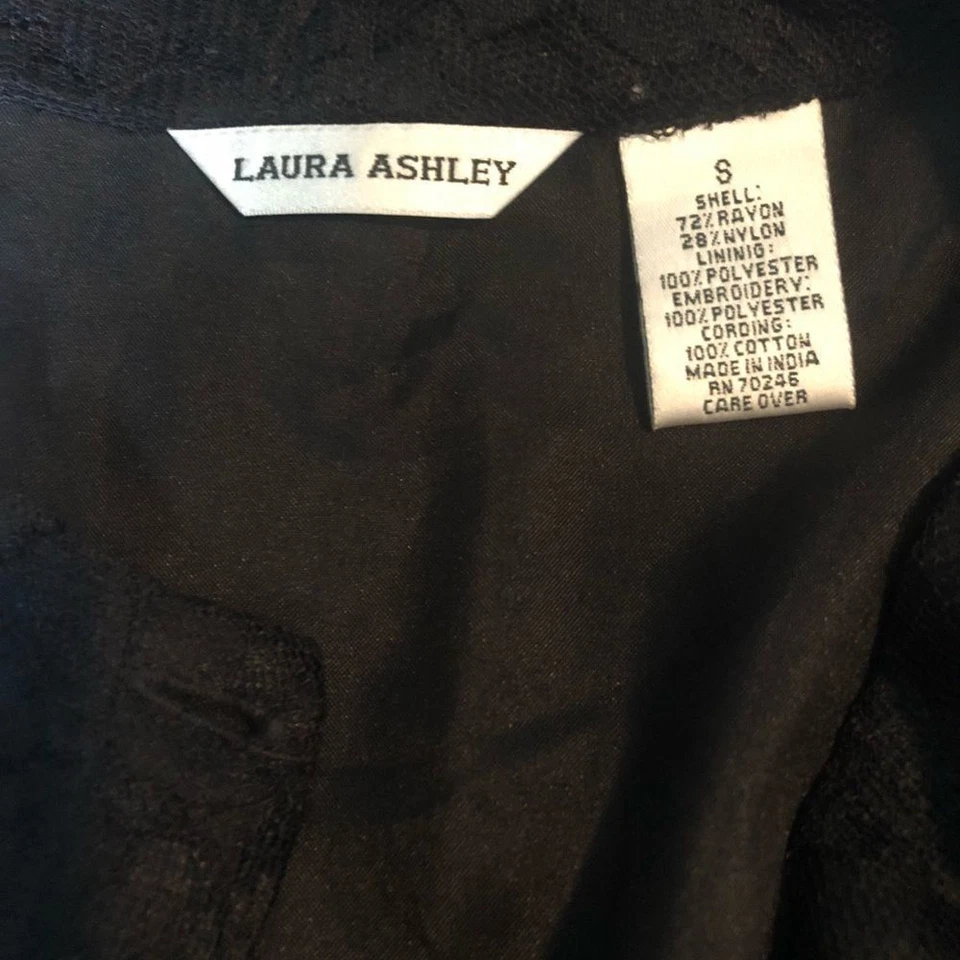 LAURA ASHLEY
S
SHELL:
72% RAYON
28% NYLON
LINING:
100% POLYESTER
EMBROIDERY:
100% POLYESTER
CORDING:
100% COTTON
MADE IN INDIA
RN 70246
CARE OVER